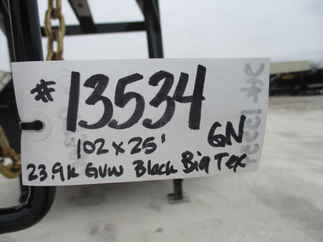 #13534
102 x 25' GN
23.9k GVW Black Big Tex